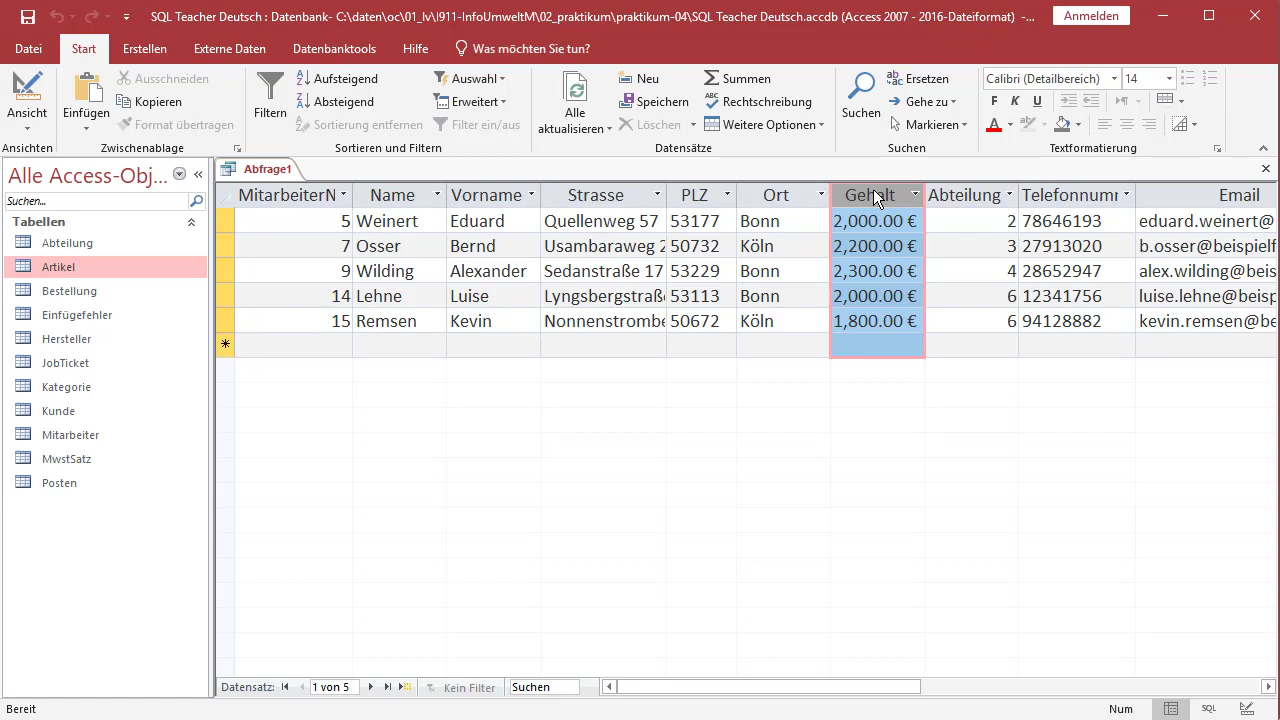 SQL Teacher Deutsch : Datenbank- C:\daten\oc\01_lv\I911-InfoUmweltM\02_praktikum\praktikum-04\SQL Teacher Deutsch.accdb (Access 2007 - 2016-Dateiformat) -...
Anmelden
Datei Start Erstellen Externe Daten Datenbanktools Hilfe Was möchten Sie tun?
Ansicht
Ansichten
Einfügen
Ausschneiden
Kopieren
Format übertragen
Zwischenablage
Filtern
Aufsteigend
Absteigend
Sortierung entfernen
Auswahl
Erweitert
Filter ein/aus
Sortieren und Filtern
Alle
aktualisieren
Neu
Speichern
Löschen
Summen
Rechtschreibung
Weitere Optionen
Datensätze
Suchen
Ersetzen
Gehe zu
Markieren
Suchen
Calibri (Detailbereich) 14
F K U
Textformatierung
Alle Access-Obj...
Suchen...
Tabellen
Abteilung
Artikel
Bestellung
Einfügefehler
Hersteller
JobTicket
Kategorie
Kunde
Mitarbeiter
MwstSatz
Posten
Abfrage1
MitarbeiterN Name Vorname Strasse PLZ Ort Gehalt Abteilung Telefonnumr Email
5 Weinert Eduard Quellenweg 57 53177 Bonn 2,000.00 € 2 78646193 eduard.weinert@
7 Osser Bernd Usambaraweg 2 50732 Köln 2,200.00 € 3 27913020 b.osser@beispielf
9 Wilding Alexander Sedanstraße 17 53229 Bonn 2,300.00 € 4 28652947 alex.wilding@beis
14 Lehne Luise Lyngsbergstraß 53113 Bonn 2,000.00 € 6 12341756 luise.lehne@beisp
15 Remsen Kevin Nonnenstrombe 50672 Köln 1,800.00 € 6 94128882 kevin.remsen@be
Datensatz: 1 von 5 Kein Filter Suchen
Bereit
Num
SQL